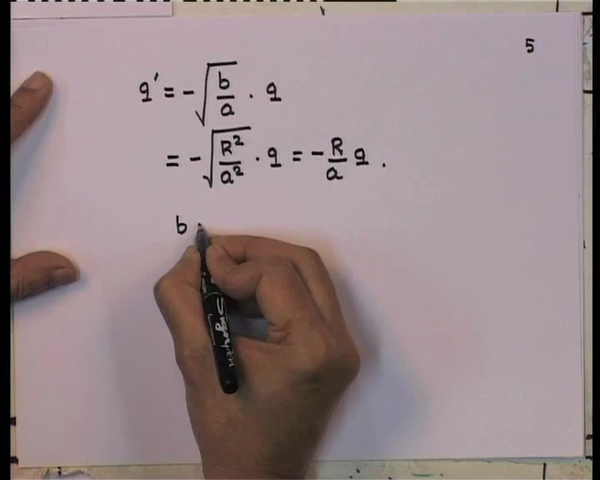 5
q' = - √(b/a) · q
= - √(R²/a²) · q = - R/a q .
b